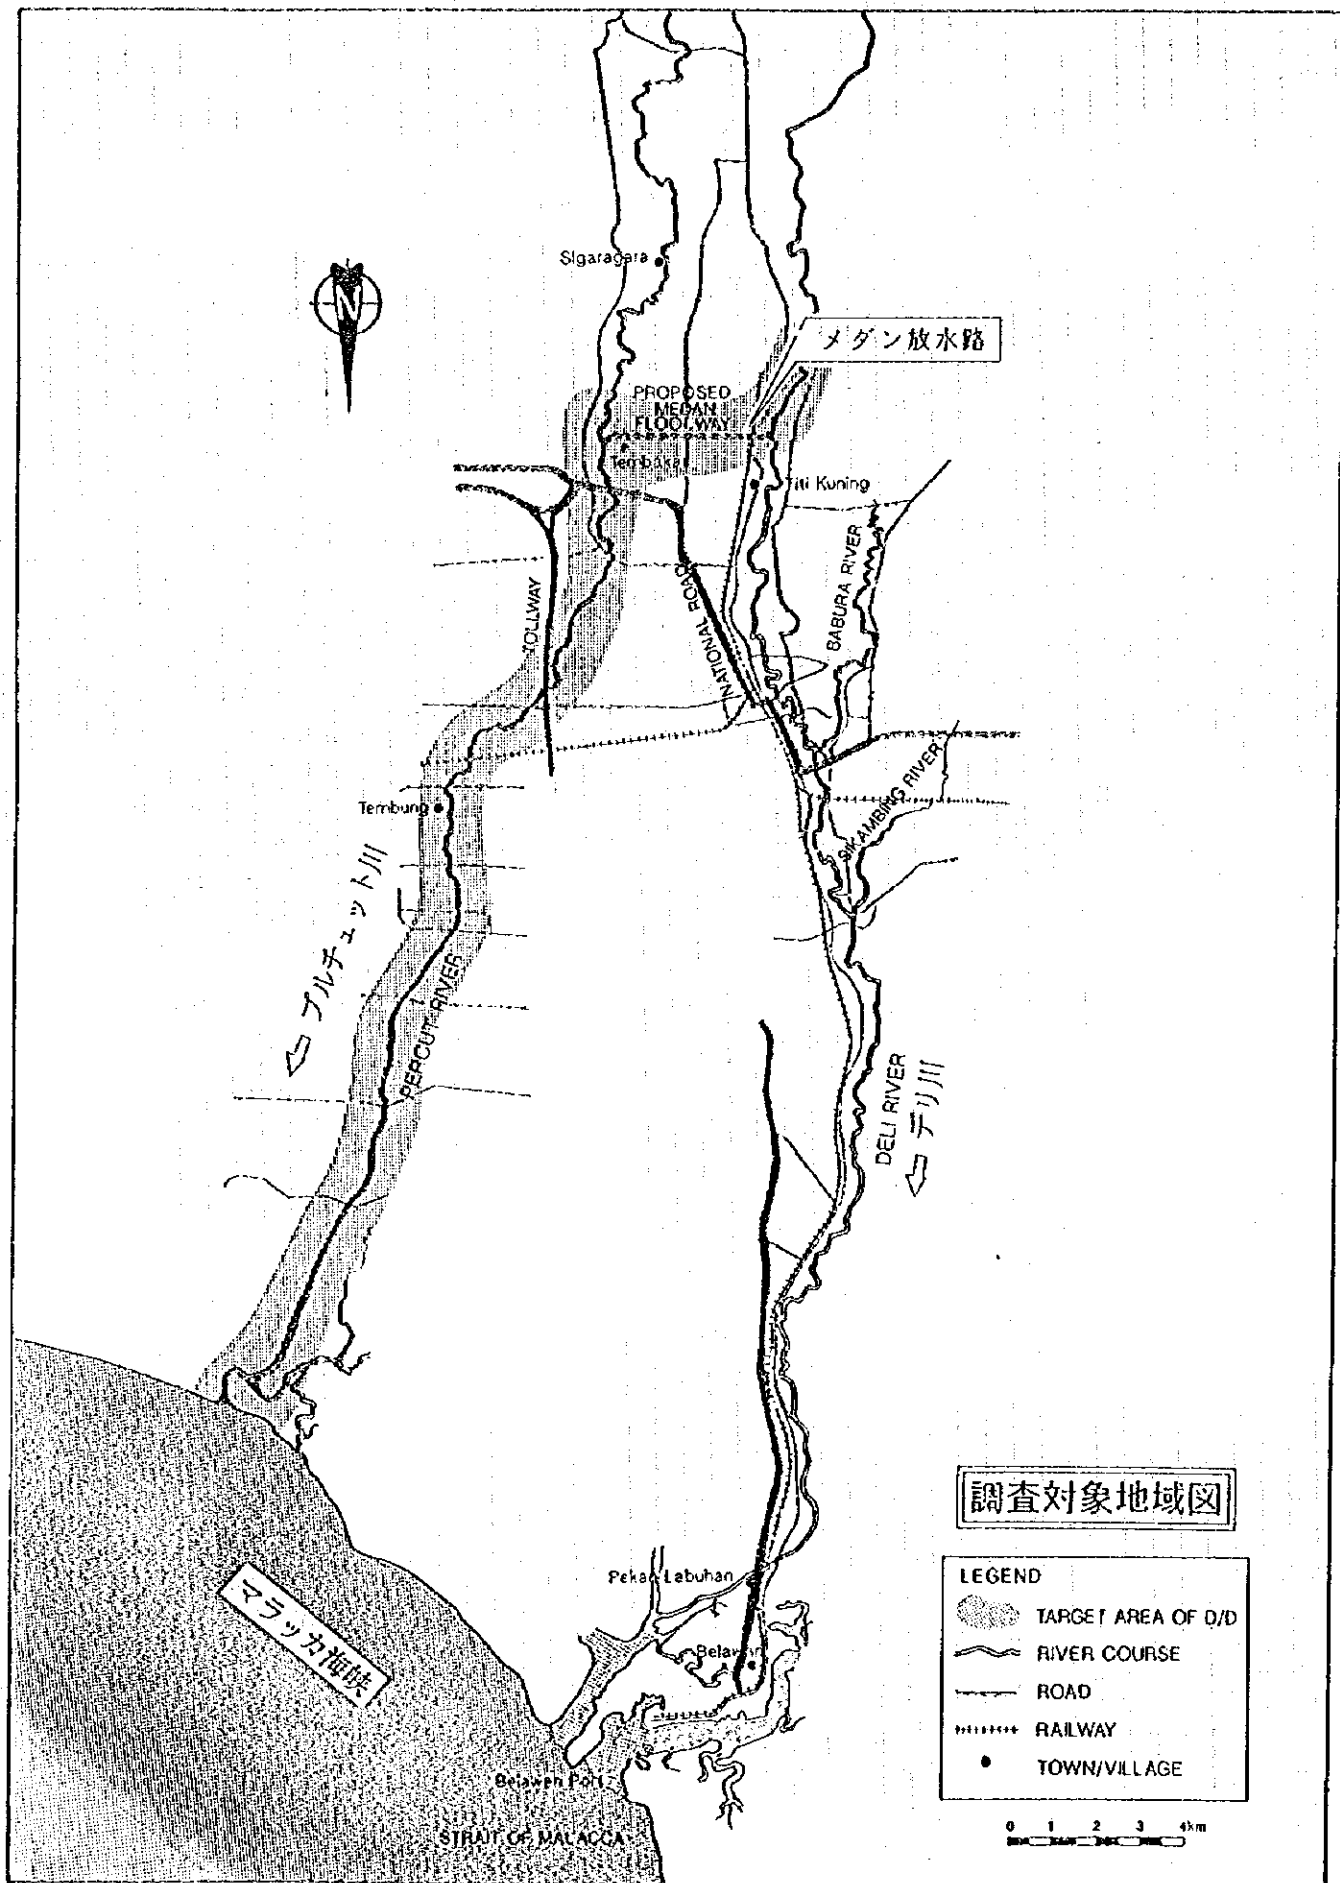 Sigaragara
N
メダン放水路
PROPOSED
MEDAN
FLOOLWAY
Tembakau
Titi Kuning
TOLLWAY
NATIONAL ROAD
BABURA RIVER
SIKAMBING RIVER
Tembung
← プルチェット川
PERCUT RIVER
DELI RIVER
← デリ川
調査対象地域図
マラッカ海峡
Pekan Labuhan
Belawan
Belawan Port
STRAIT OF MALACCA
LEGEND
TARGET AREA OF D/D
RIVER COURSE
ROAD
RAILWAY
TOWN/VILLAGE
0 1 2 3 4km